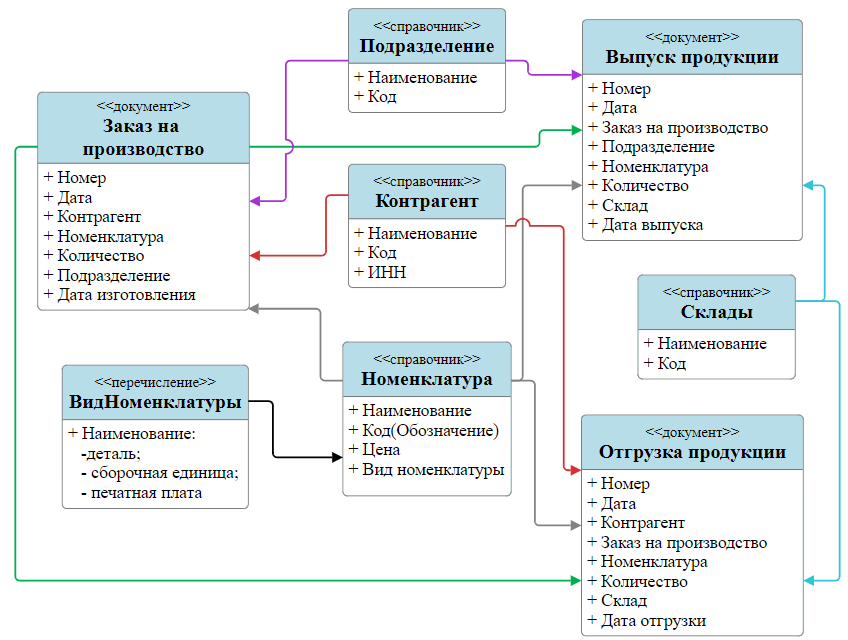 <<справочник>>
Подразделение
+ Наименование
+ Код
<<документ>>
Выпуск продукции
+ Номер
+ Дата
+ Заказ на производство
+ Подразделение
+ Номенклатура
+ Количество
+ Склад
+ Дата выпуска
<<документ>>
Заказ на
производство
+ Номер
+ Дата
+ Контрагент
+ Номенклатура
+ Количество
+ Подразделение
+ Дата изготовления
<<справочник>>
Контрагент
+ Наименование
+ Код
+ ИНН
<<справочник>>
Склады
+ Наименование
+ Код
<<перечисление>>
ВидНоменклатуры
+ Наименование:
-деталь;
- сборочная единица;
- печатная плата
<<справочник>>
Номенклатура
+ Наименование
+ Код(Обозначение)
+ Цена
+ Вид номенклатуры
<<документ>>
Отгрузка продукции
+ Номер
+ Дата
+ Контрагент
+ Заказ на производство
+ Номенклатура
+ Количество
+ Склад
+ Дата отгрузки